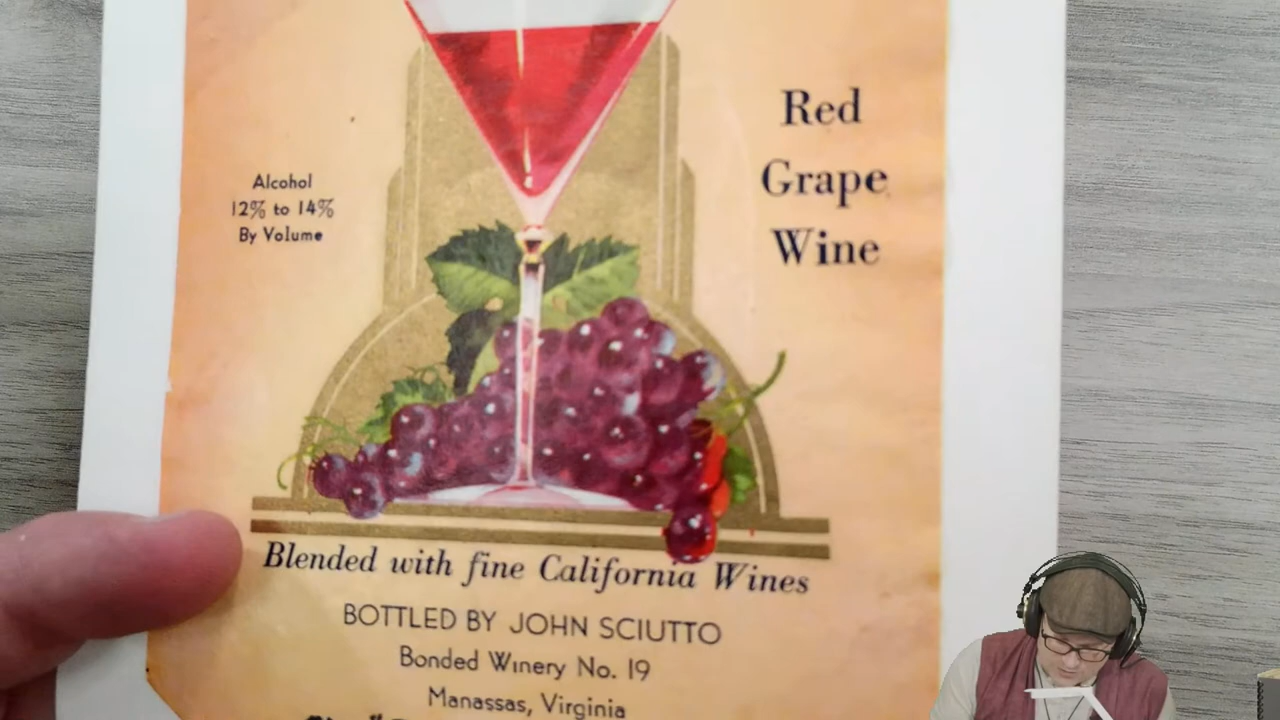 Alcohol
12% to 14%
By Volume
Red
Grape
Wine
Blended with fine California Wines
BOTTLED BY JOHN SCIUTTO
Bonded Winery No. 19
Manassas, Virginia